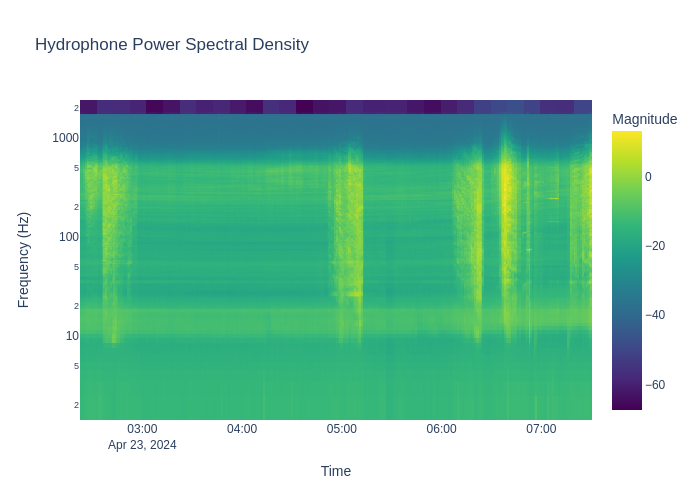 Hydrophone Power Spectral Density
Magnitude
2
1000
5
2
100
5
2
10
5
2
Frequency (Hz)
0
−20
−40
−60
03:00 04:00 05:00 06:00 07:00
Apr 23, 2024
Time